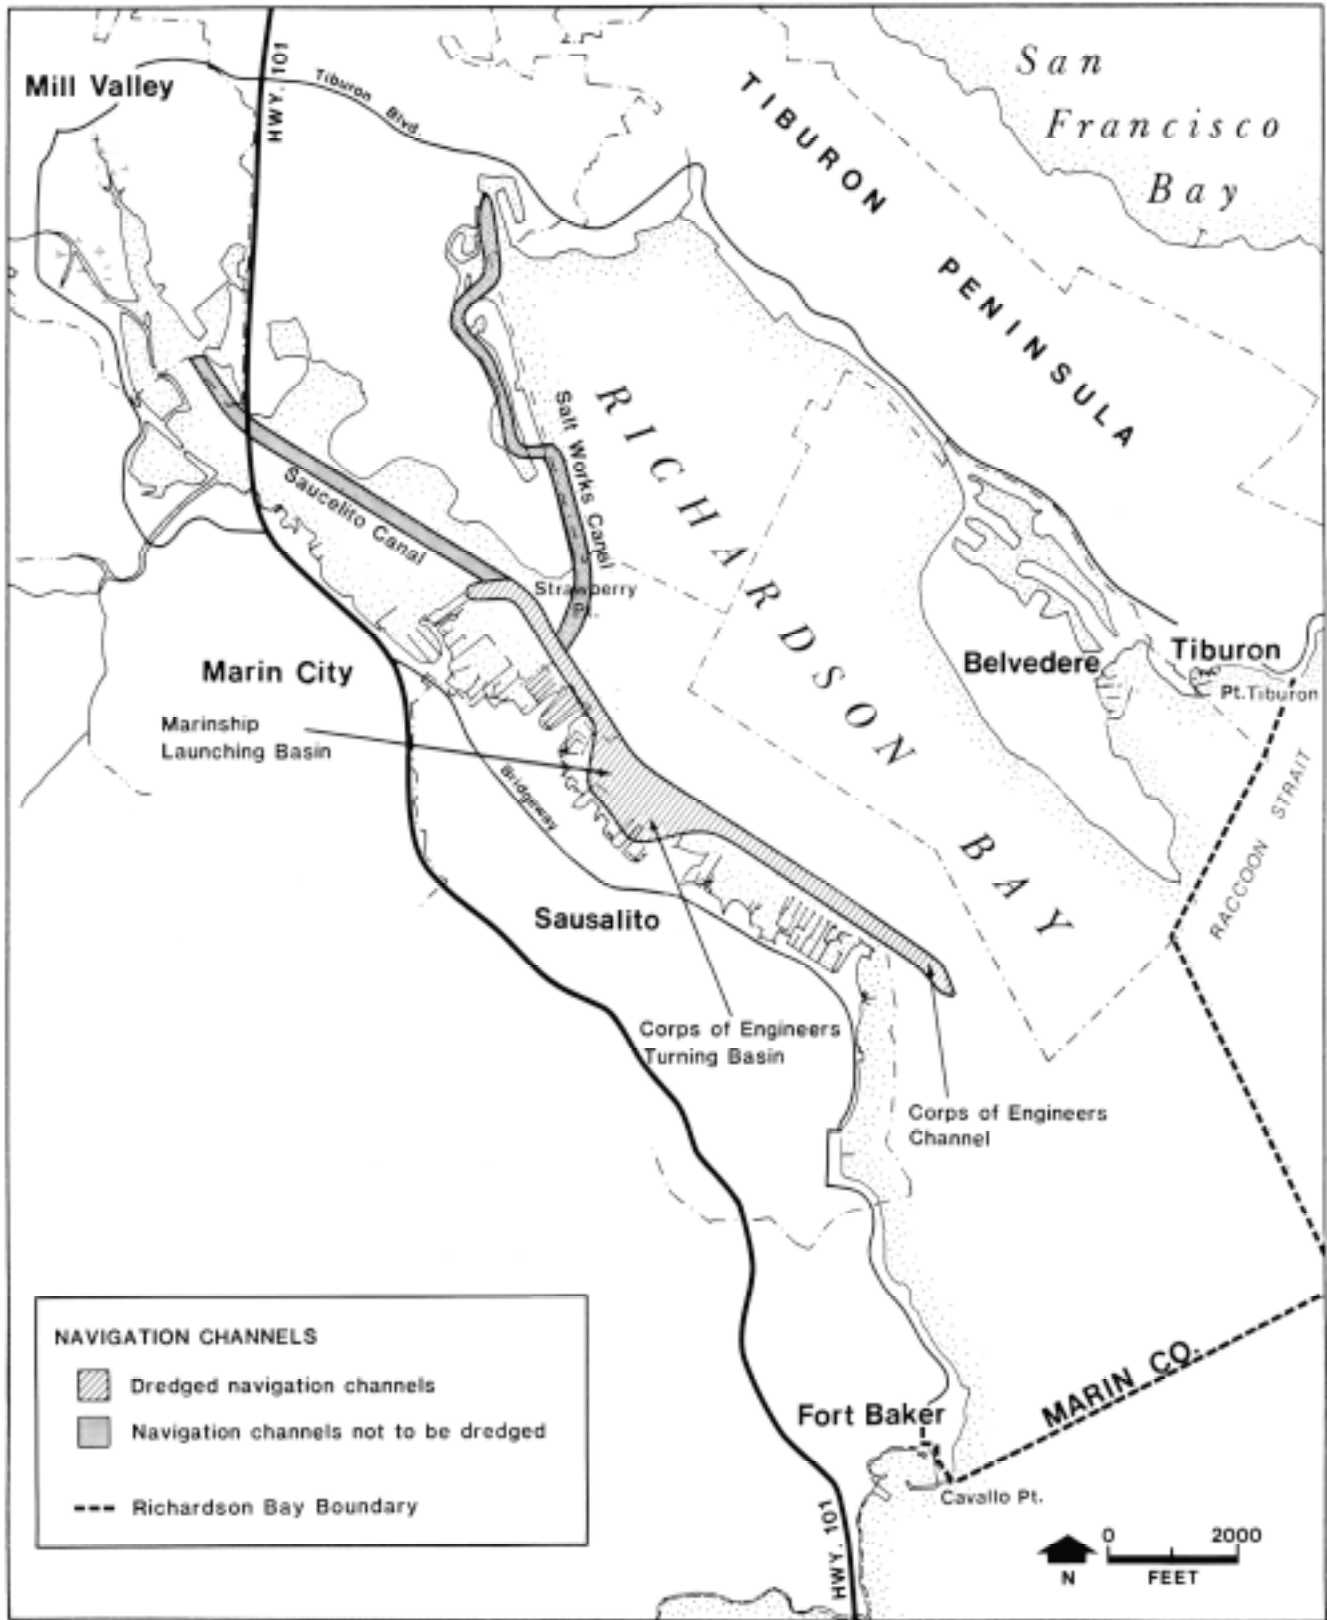 San
Francisco
Bay
Mill Valley
HWY. 101
Tiburon Blvd.
TIBURON PENINSULA
RICHARDSON BAY
Salt Works Canal
Saucelito Canal
Strawberry
Pt.
Marin City
Belvedere
Tiburon
Pt. Tiburon
Marinship
Launching Basin
Bridgeway
RACCOON STRAIT
Sausalito
Corps of Engineers
Turning Basin
Corps of Engineers
Channel
NAVIGATION CHANNELS
Dredged navigation channels
Navigation channels not to be dredged
Richardson Bay Boundary
MARIN CO.
Fort Baker
Cavallo Pt.
HWY. 101
0 2000
N FEET